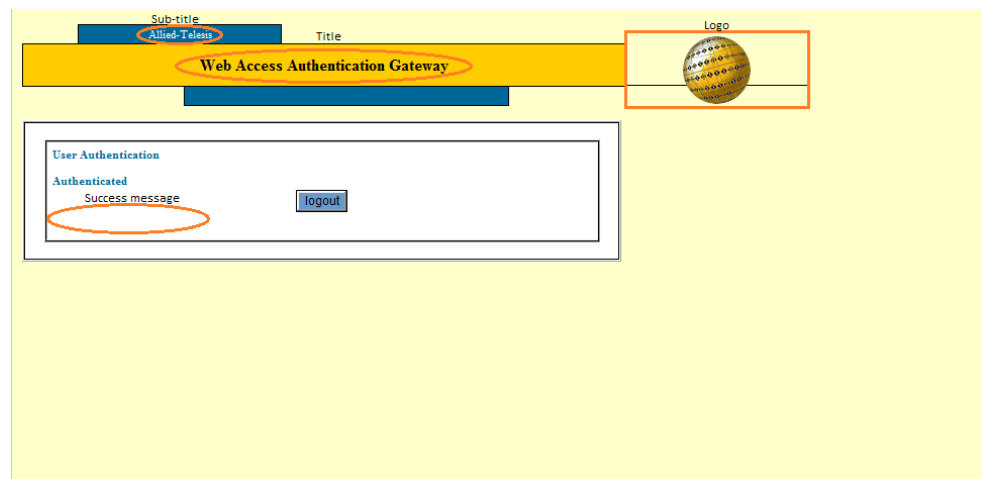 Sub-title
Allied-Telesis
Title
Logo
Web Access Authentication Gateway
User Authentication
Authenticated
Success message
logout